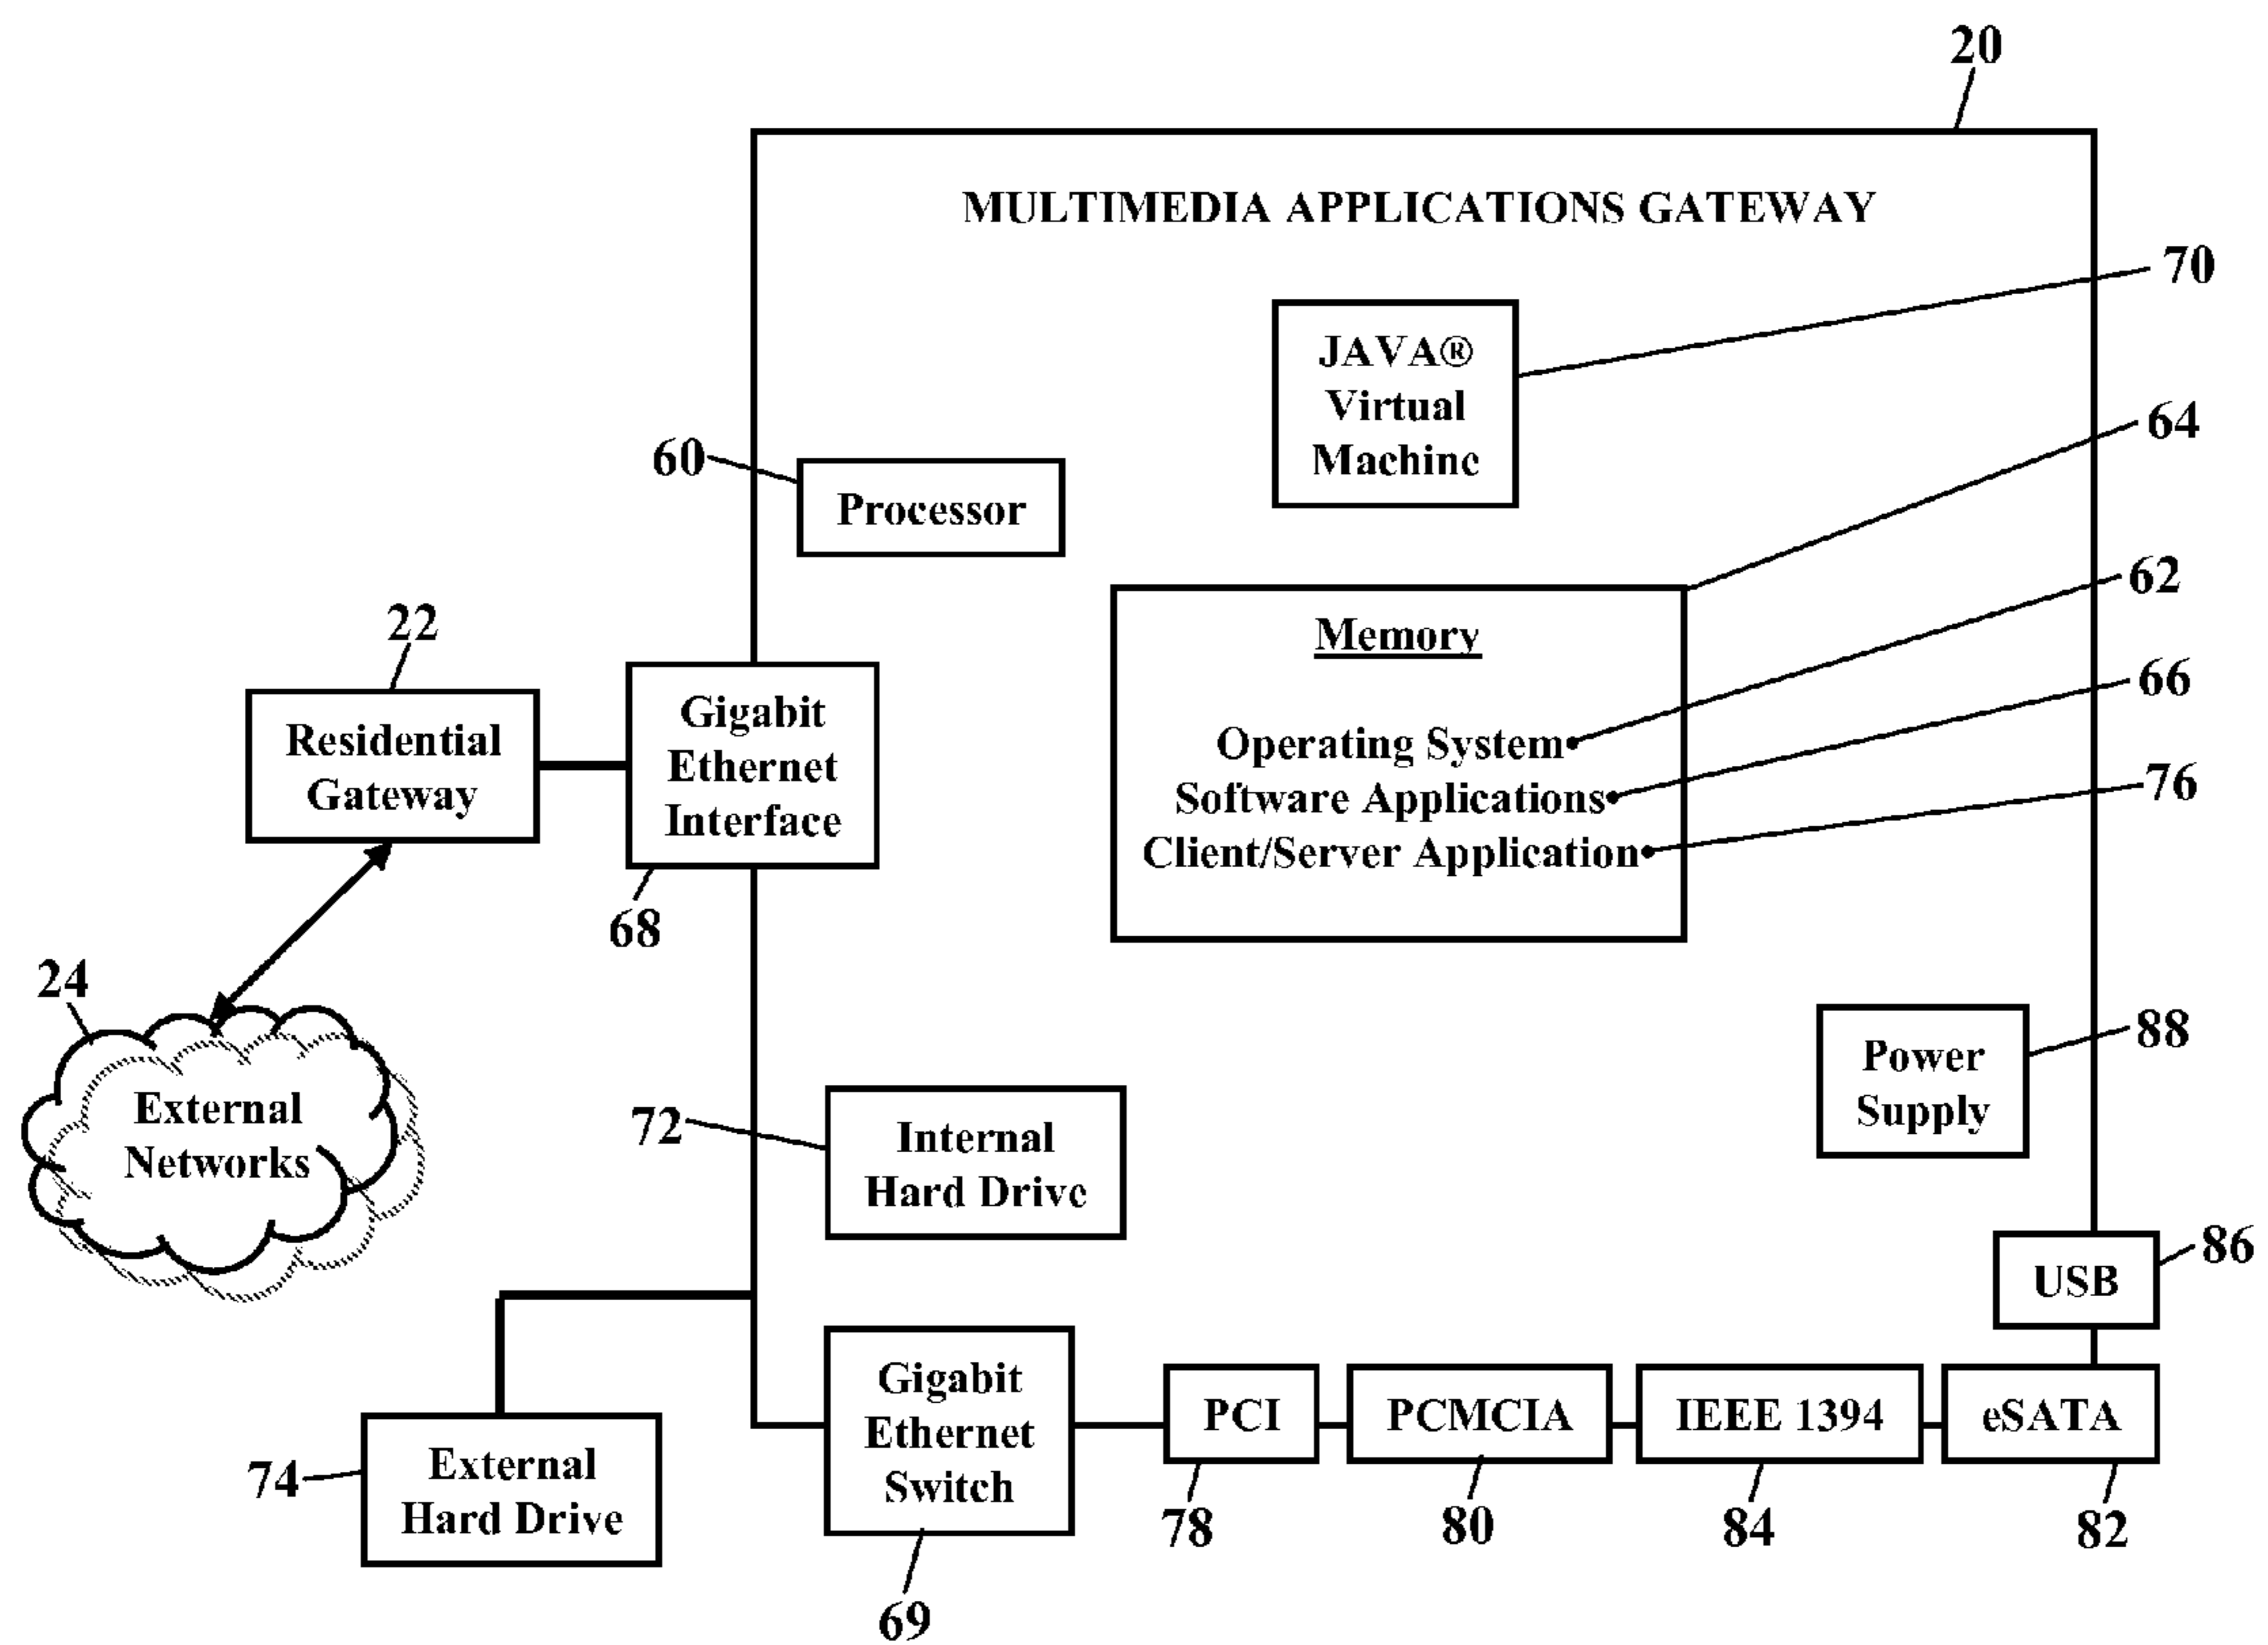 20
MULTIMEDIA APPLICATIONS GATEWAY
70
JAVA®
Virtual
Machine
64
60
Processor
62
Memory
22
66
Residential
Gateway
Gigabit
Ethernet
Interface
Operating System
Software Applications
Client/Server Application
76
68
24
External
Networks
88
Power
Supply
72
Internal
Hard Drive
86
USB
74
External
Hard Drive
Gigabit
Ethernet
Switch
PCI
PCMCIA
IEEE 1394
eSATA
78
80
84
82
69